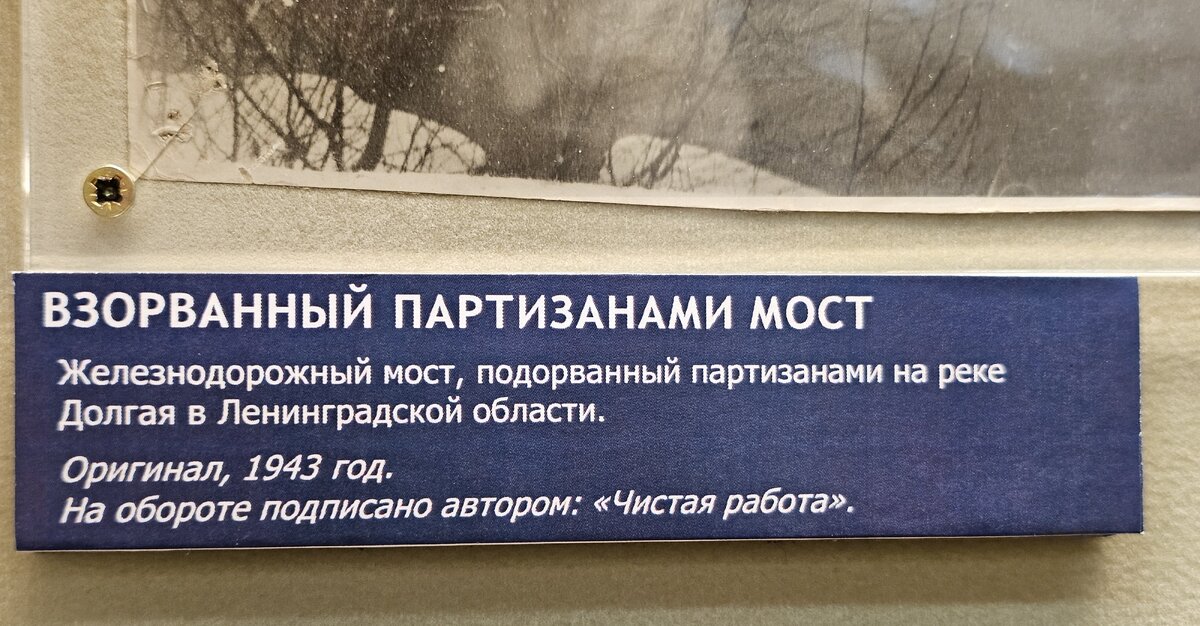 ВЗОРВАННЫЙ ПАРТИЗАНАМИ МОСТ
Железнодорожный мост, подорванный партизанами на реке
Долгая в Ленинградской области.
Оригинал, 1943 год.
На обороте подписано автором: «Чистая работа».